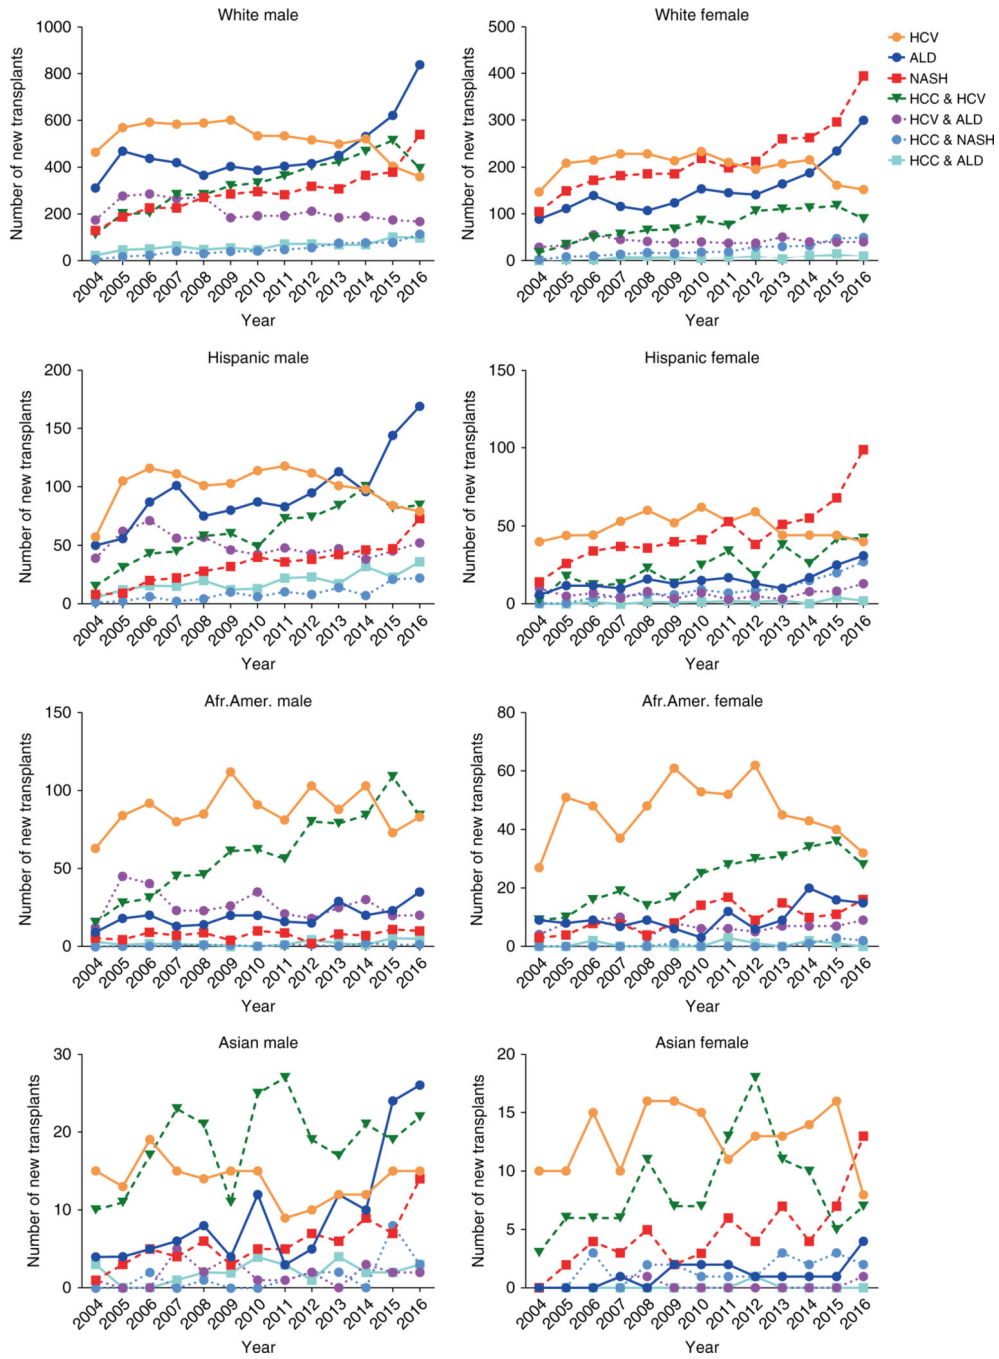 White male
Number of new transplants
1000
800
600
400
200
0
2004 2005 2006 2007 2008 2009 2010 2011 2012 2013 2014 2015 2016
Year
White female
Number of new transplants
500
400
300
200
100
0
2004 2005 2006 2007 2008 2009 2010 2011 2012 2013 2014 2015 2016
Year
HCV
ALD
NASH
HCC & HCV
HCV & ALD
HCC & NASH
HCC & ALD
Hispanic male
Number of new transplants
200
150
100
50
0
2004 2005 2006 2007 2008 2009 2010 2011 2012 2013 2014 2015 2016
Year
Hispanic female
Number of new transplants
150
100
50
0
2004 2005 2006 2007 2008 2009 2010 2011 2012 2013 2014 2015 2016
Year
Afr.Amer. male
Number of new transplants
150
100
50
0
2004 2005 2006 2007 2008 2009 2010 2011 2012 2013 2014 2015 2016
Year
Afr.Amer. female
Number of new transplants
80
60
40
20
0
2004 2005 2006 2007 2008 2009 2010 2011 2012 2013 2014 2015 2016
Year
Asian male
Number of new transplants
30
20
10
0
2004 2005 2006 2007 2008 2009 2010 2011 2012 2013 2014 2015 2016
Year
Asian female
Number of new transplants
20
15
10
5
0
2004 2005 2006 2007 2008 2009 2010 2011 2012 2013 2014 2015 2016
Year